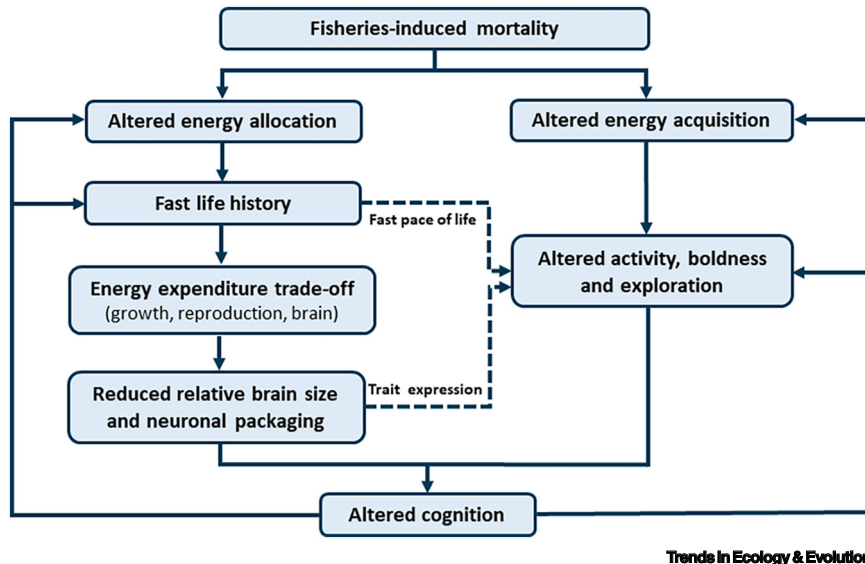 Fisheries-induced mortality
Altered energy allocation
Altered energy acquisition
Fast life history
Fast pace of life
Altered activity, boldness
and exploration
Energy expenditure trade-off
(growth, reproduction, brain)
Reduced relative brain size
and neuronal packaging
Trait expression
Altered cognition
Trends in Ecology & Evolution